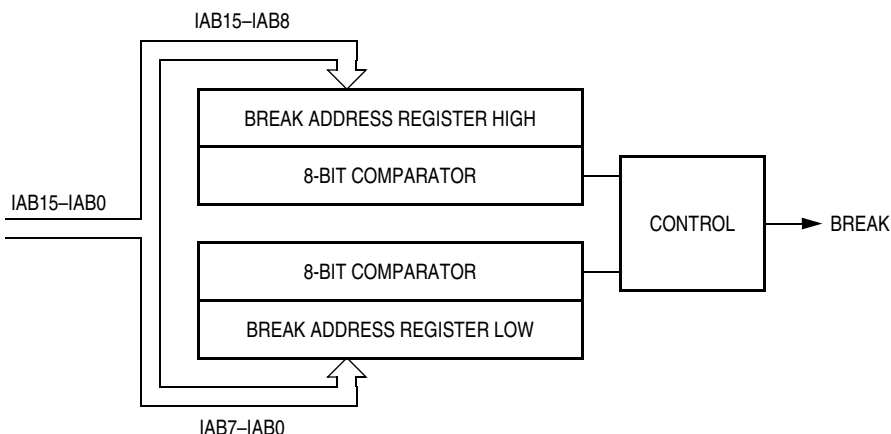 IAB15–IAB8
BREAK ADDRESS REGISTER HIGH
8-BIT COMPARATOR
IAB15–IAB0
CONTROL
BREAK
8-BIT COMPARATOR
BREAK ADDRESS REGISTER LOW
IAB7–IAB0